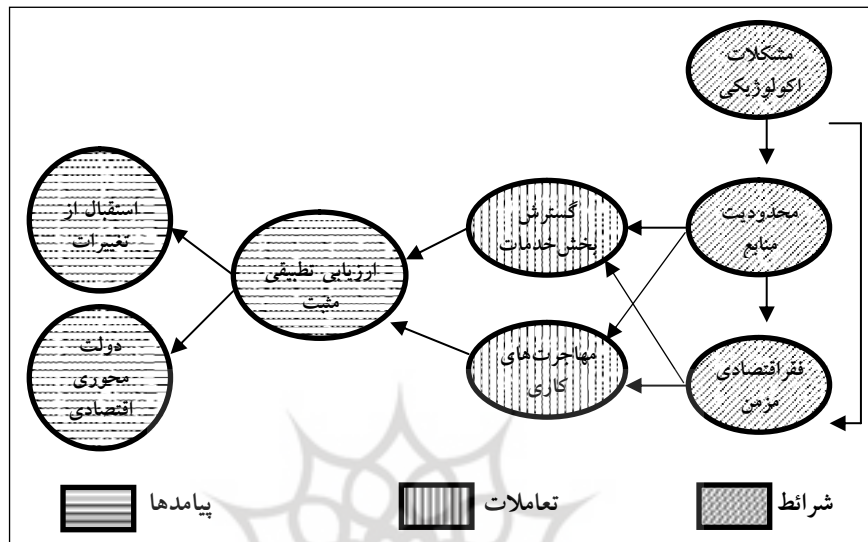 مشکلات
اکولوژیکی
محدودیت
منابع
فقر اقتصادی
مزمن
گسترش
بخش خدمات
مهاجرت‌های
کاری
ارزیابی تطبیقی
مثبت
استقبال از
تغییرات
دولت
محوری
اقتصادی
شرائط
تعاملات
پیامدها